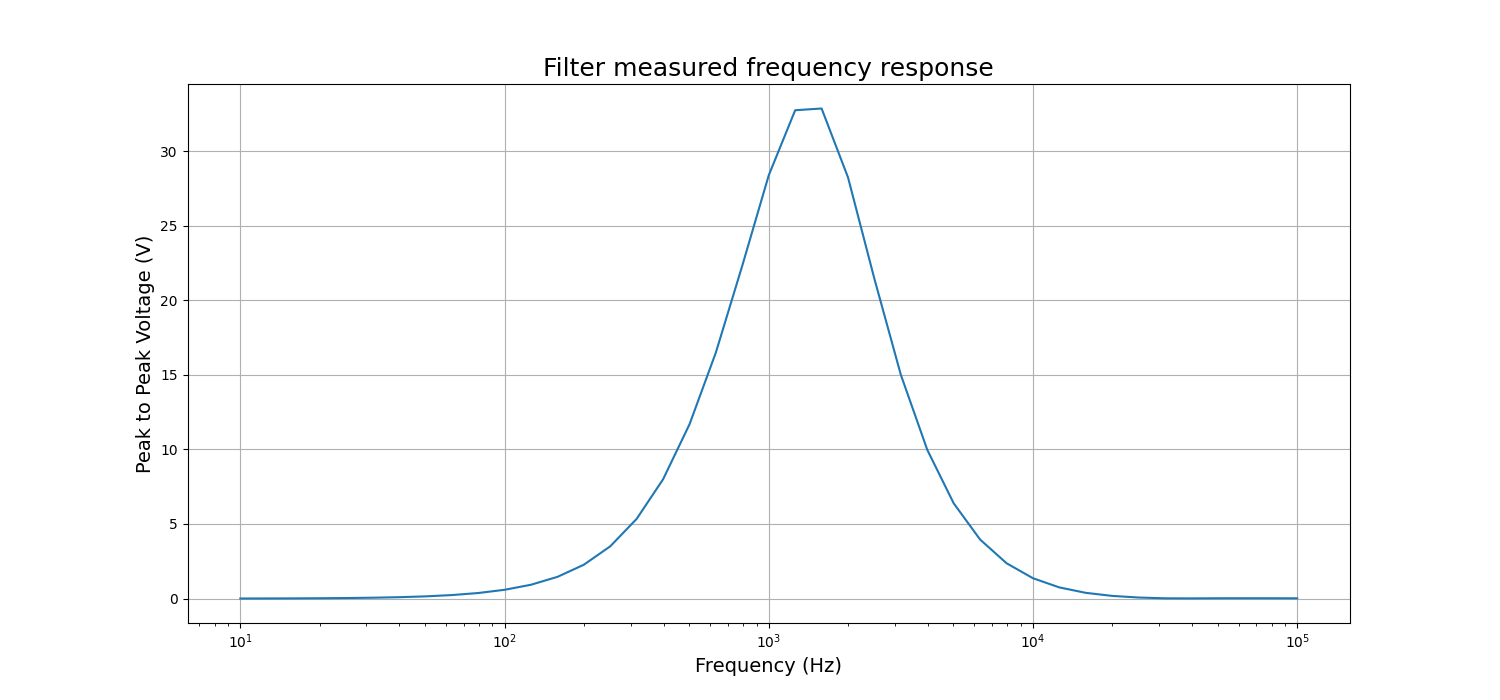 Filter measured frequency response
Peak to Peak Voltage (V)
30
25
20
15
10
5
0
10¹ 10² 10³ 10⁴ 10⁵
Frequency (Hz)